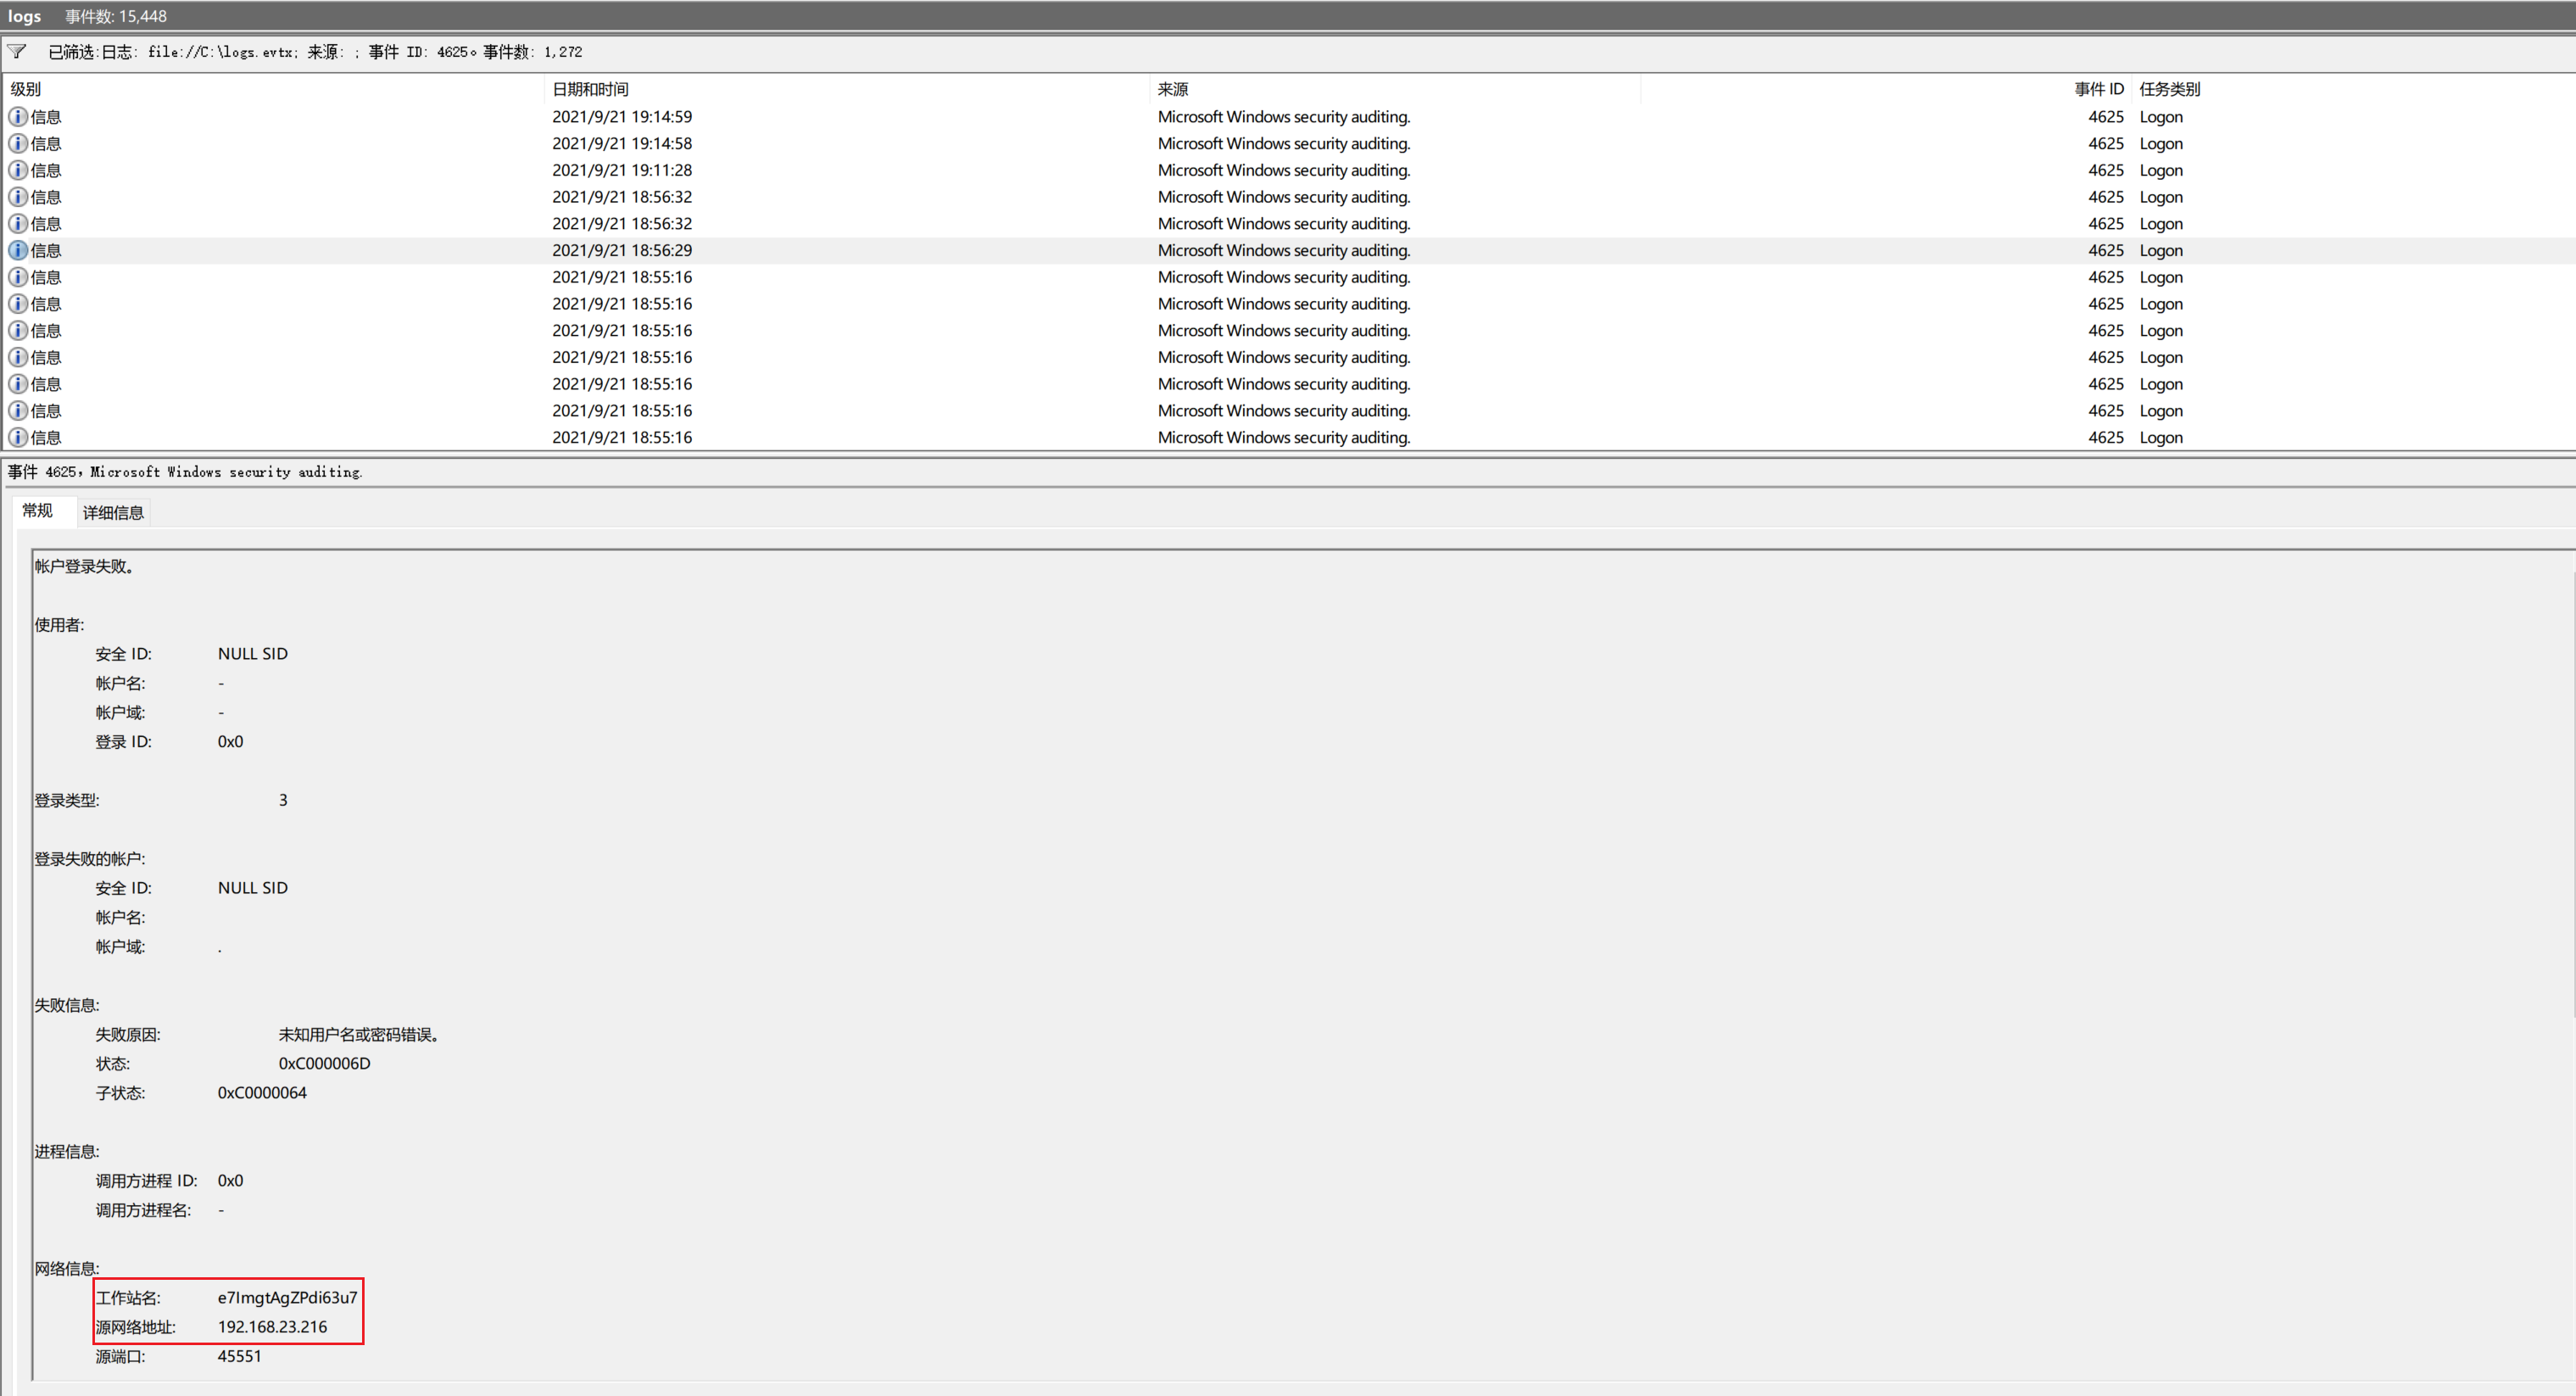 logs 事件数: 15,448
已筛选:日志: file://C:\logs.evtx; 来源: ; 事件 ID: 4625。事件数: 1,272
级别 日期和时间 来源 事件 ID 任务类别
信息 2021/9/21 19:14:59 Microsoft Windows security auditing. 4625 Logon
信息 2021/9/21 19:14:58 Microsoft Windows security auditing. 4625 Logon
信息 2021/9/21 19:11:28 Microsoft Windows security auditing. 4625 Logon
信息 2021/9/21 18:56:32 Microsoft Windows security auditing. 4625 Logon
信息 2021/9/21 18:56:32 Microsoft Windows security auditing. 4625 Logon
信息 2021/9/21 18:56:29 Microsoft Windows security auditing. 4625 Logon
信息 2021/9/21 18:55:16 Microsoft Windows security auditing. 4625 Logon
信息 2021/9/21 18:55:16 Microsoft Windows security auditing. 4625 Logon
信息 2021/9/21 18:55:16 Microsoft Windows security auditing. 4625 Logon
信息 2021/9/21 18:55:16 Microsoft Windows security auditing. 4625 Logon
信息 2021/9/21 18:55:16 Microsoft Windows security auditing. 4625 Logon
信息 2021/9/21 18:55:16 Microsoft Windows security auditing. 4625 Logon
信息 2021/9/21 18:55:16 Microsoft Windows security auditing. 4625 Logon
事件 4625，Microsoft Windows security auditing.
常规 详细信息
帐户登录失败。
使用者:
安全 ID: NULL SID
帐户名: -
帐户域: -
登录 ID: 0x0
登录类型: 3
登录失败的帐户:
安全 ID: NULL SID
帐户名:
帐户域: .
失败信息:
失败原因: 未知用户名或密码错误。
状态: 0xC000006D
子状态: 0xC0000064
进程信息:
调用方进程 ID: 0x0
调用方进程名: -
网络信息:
工作站名: e7ImgtAgZPdi63u7
源网络地址: 192.168.23.216
源端口: 45551